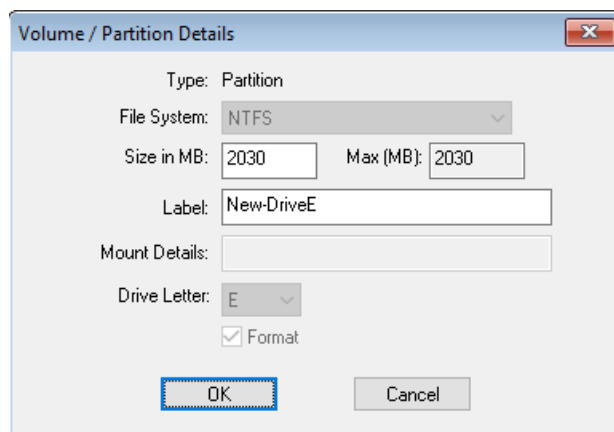 Volume / Partition Details
Type: Partition
File System: NTFS
Size in MB: 2030 Max (MB): 2030
Label: New-DriveE
Mount Details:
Drive Letter: E
Format
OK Cancel